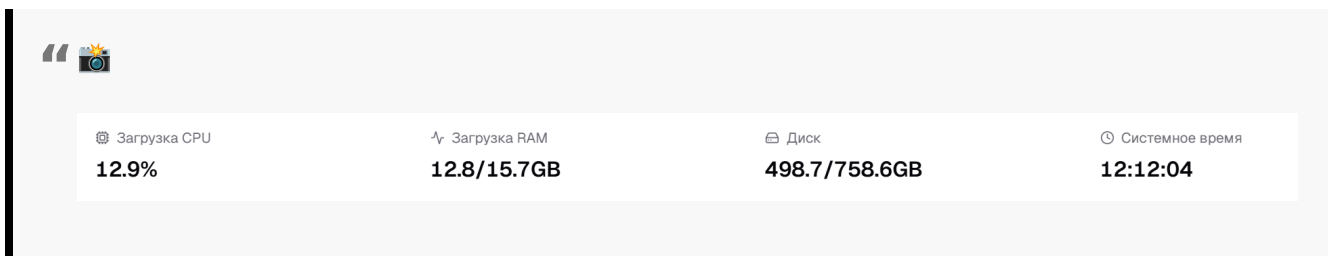 “ 📸
Загрузка CPU
12.9%
Загрузка RAM
12.8/15.7GB
Диск
498.7/758.6GB
Системное время
12:12:04